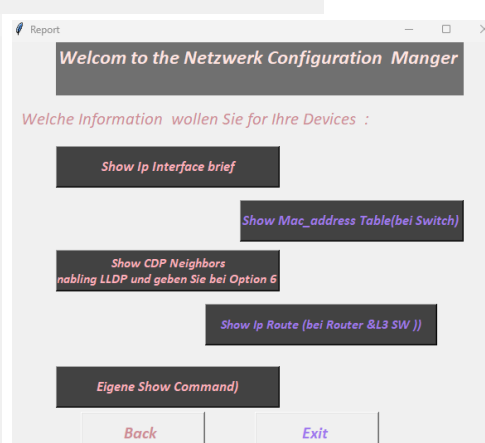 Report
Welcom to the Netzwerk Configuration Manger
Welche Information wollen Sie for Ihre Devices :
Show Ip Interface brief
Show Mac_address Table(bei Switch)
Show CDP Neighbors
nabling LLDP und geben Sie bei Option 6
Show Ip Route (bei Router &L3 SW ))
Eigene Show Command)
Back Exit